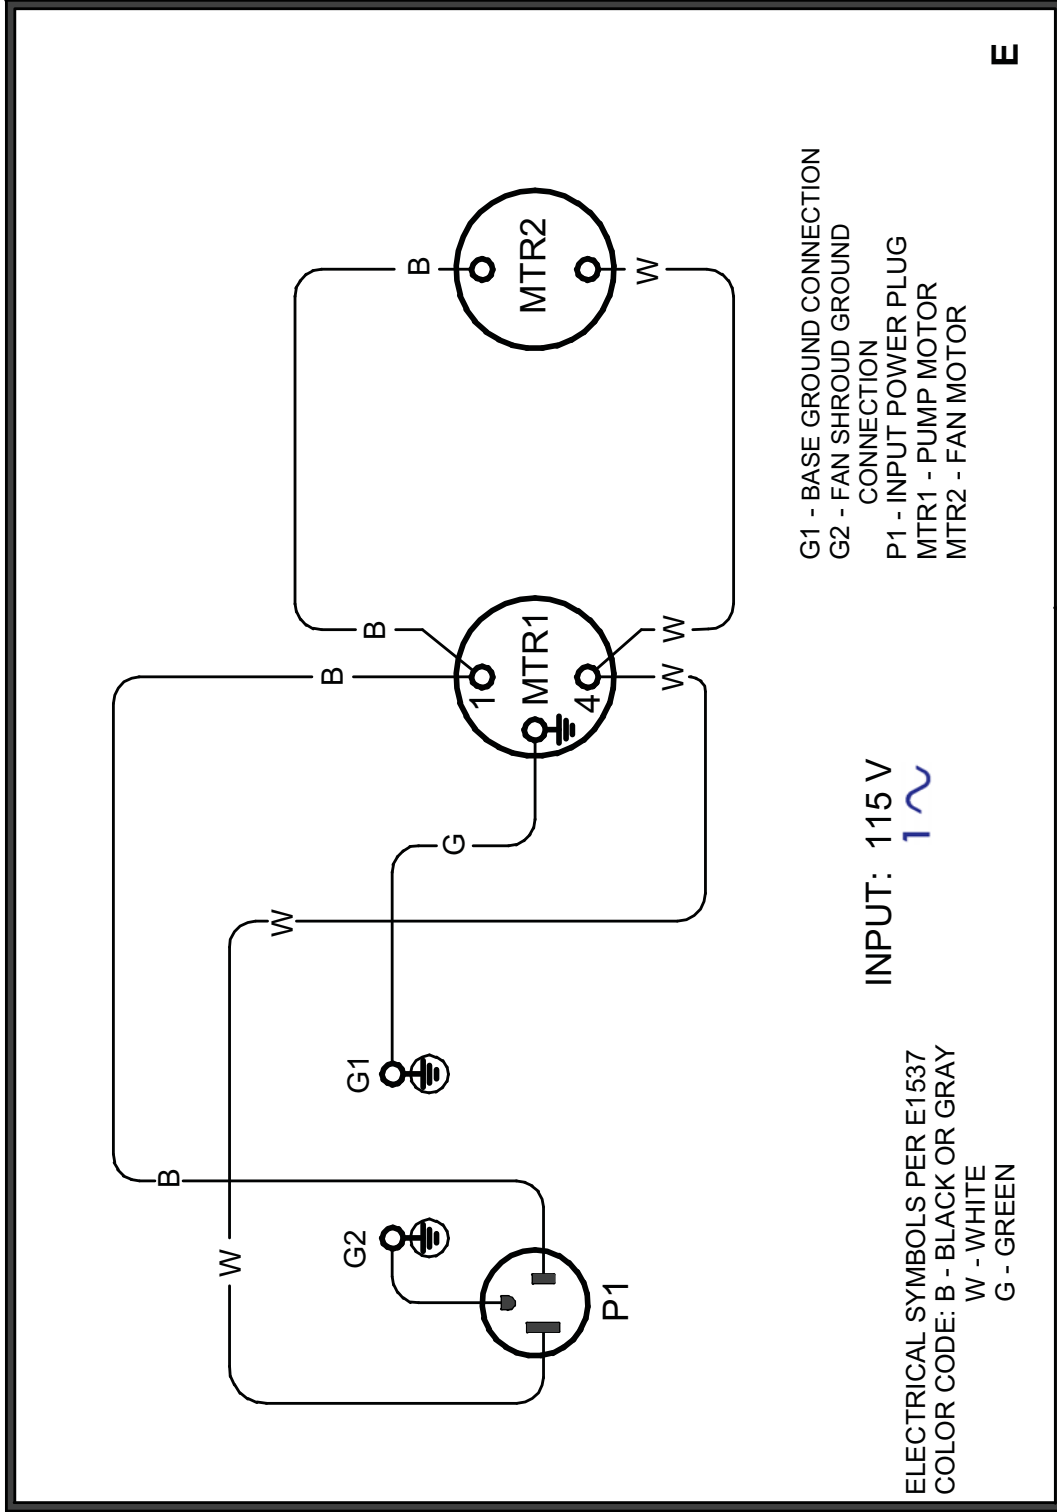 B
B
B
MTR2
W
1
MTR1
4
W
W
G
W
G1
B
W
G2
P1
G1 - BASE GROUND CONNECTION
G2 - FAN SHROUD GROUND
CONNECTION
P1 - INPUT POWER PLUG
MTR1 - PUMP MOTOR
MTR2 - FAN MOTOR
INPUT: 115 V
1 ~
ELECTRICAL SYMBOLS PER E1537
COLOR CODE: B - BLACK OR GRAY
W - WHITE
G - GREEN
E